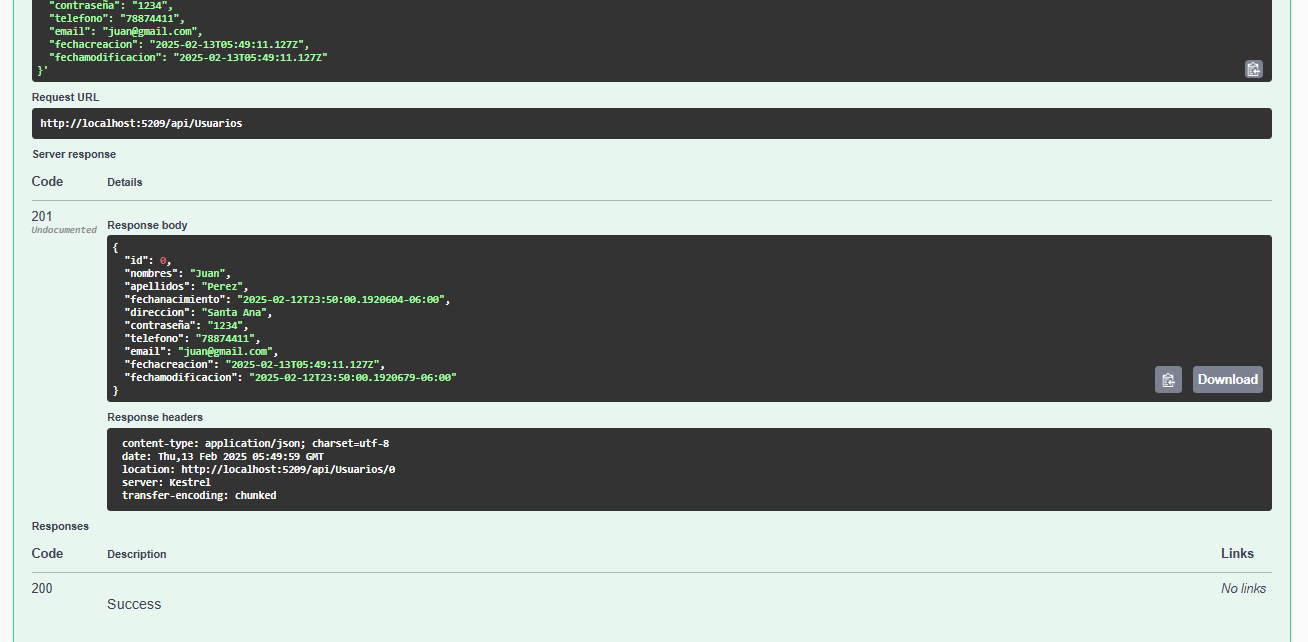 "contraseña": "1234",
"telefono": "78874411",
"email": "juan@gmail.com",
"fechacreacion": "2025-02-13T05:49:11.127Z",
"fechamodificacion": "2025-02-13T05:49:11.127Z"
}'
Request URL
http://localhost:5209/api/Usuarios
Server response
Code Details
201
Undocumented
Response body
{
"id": 0,
"nombres": "Juan",
"apellidos": "Perez",
"fechanacimiento": "2025-02-12T23:50:00.1920604-06:00",
"direccion": "Santa Ana",
"contraseña": "1234",
"telefono": "78874411",
"email": "juan@gmail.com",
"fechacreacion": "2025-02-13T05:49:11.127Z",
"fechamodificacion": "2025-02-12T23:50:00.1920679-06:00"
}
Download
Response headers
content-type: application/json; charset=utf-8
date: Thu,13 Feb 2025 05:49:59 GMT
location: http://localhost:5209/api/Usuarios/0
server: Kestrel
transfer-encoding: chunked
Responses
Code Description Links
200 No links
Success